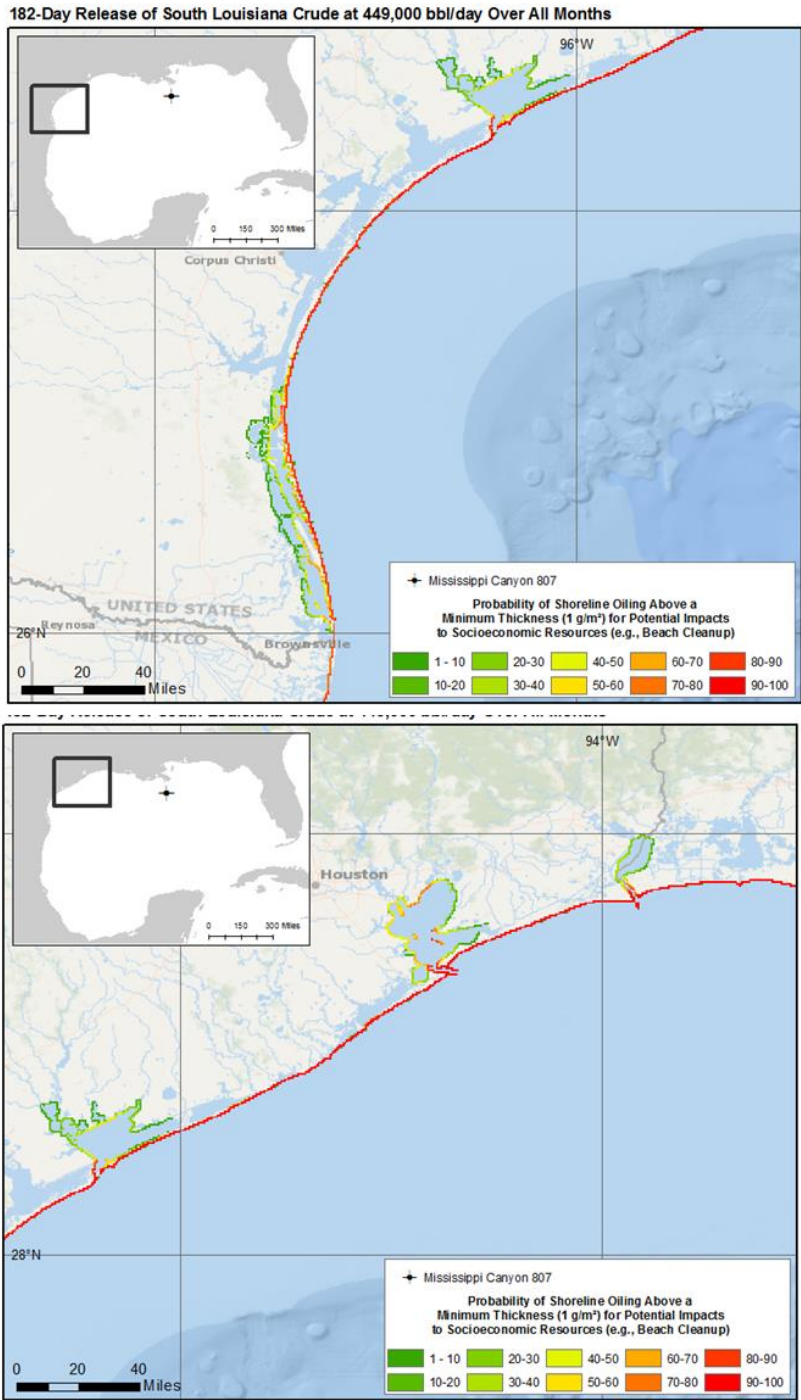 182-Day Release of South Louisiana Crude at 449,000 bbl/day Over All Months
96°W
0 150 300 Miles
Corpus Christi
UNITED STATES
Reynosa
MEXICO
26°N
Brownsville
0 20 40
Miles
Mississippi Canyon 807
Probability of Shoreline Oiling Above a
Minimum Thickness (1 g/m²) for Potential Impacts
to Socioeconomic Resources (e.g., Beach Cleanup)
1 - 10 20-30 40-50 60-70 80-90
10-20 30-40 50-60 70-80 90-100
94°W
Houston
0 150 300 Miles
28°N
0 20 40
Miles
Mississippi Canyon 807
Probability of Shoreline Oiling Above a
Minimum Thickness (1 g/m²) for Potential Impacts
to Socioeconomic Resources (e.g., Beach Cleanup)
1 - 10 20-30 40-50 60-70 80-90
10-20 30-40 50-60 70-80 90-100